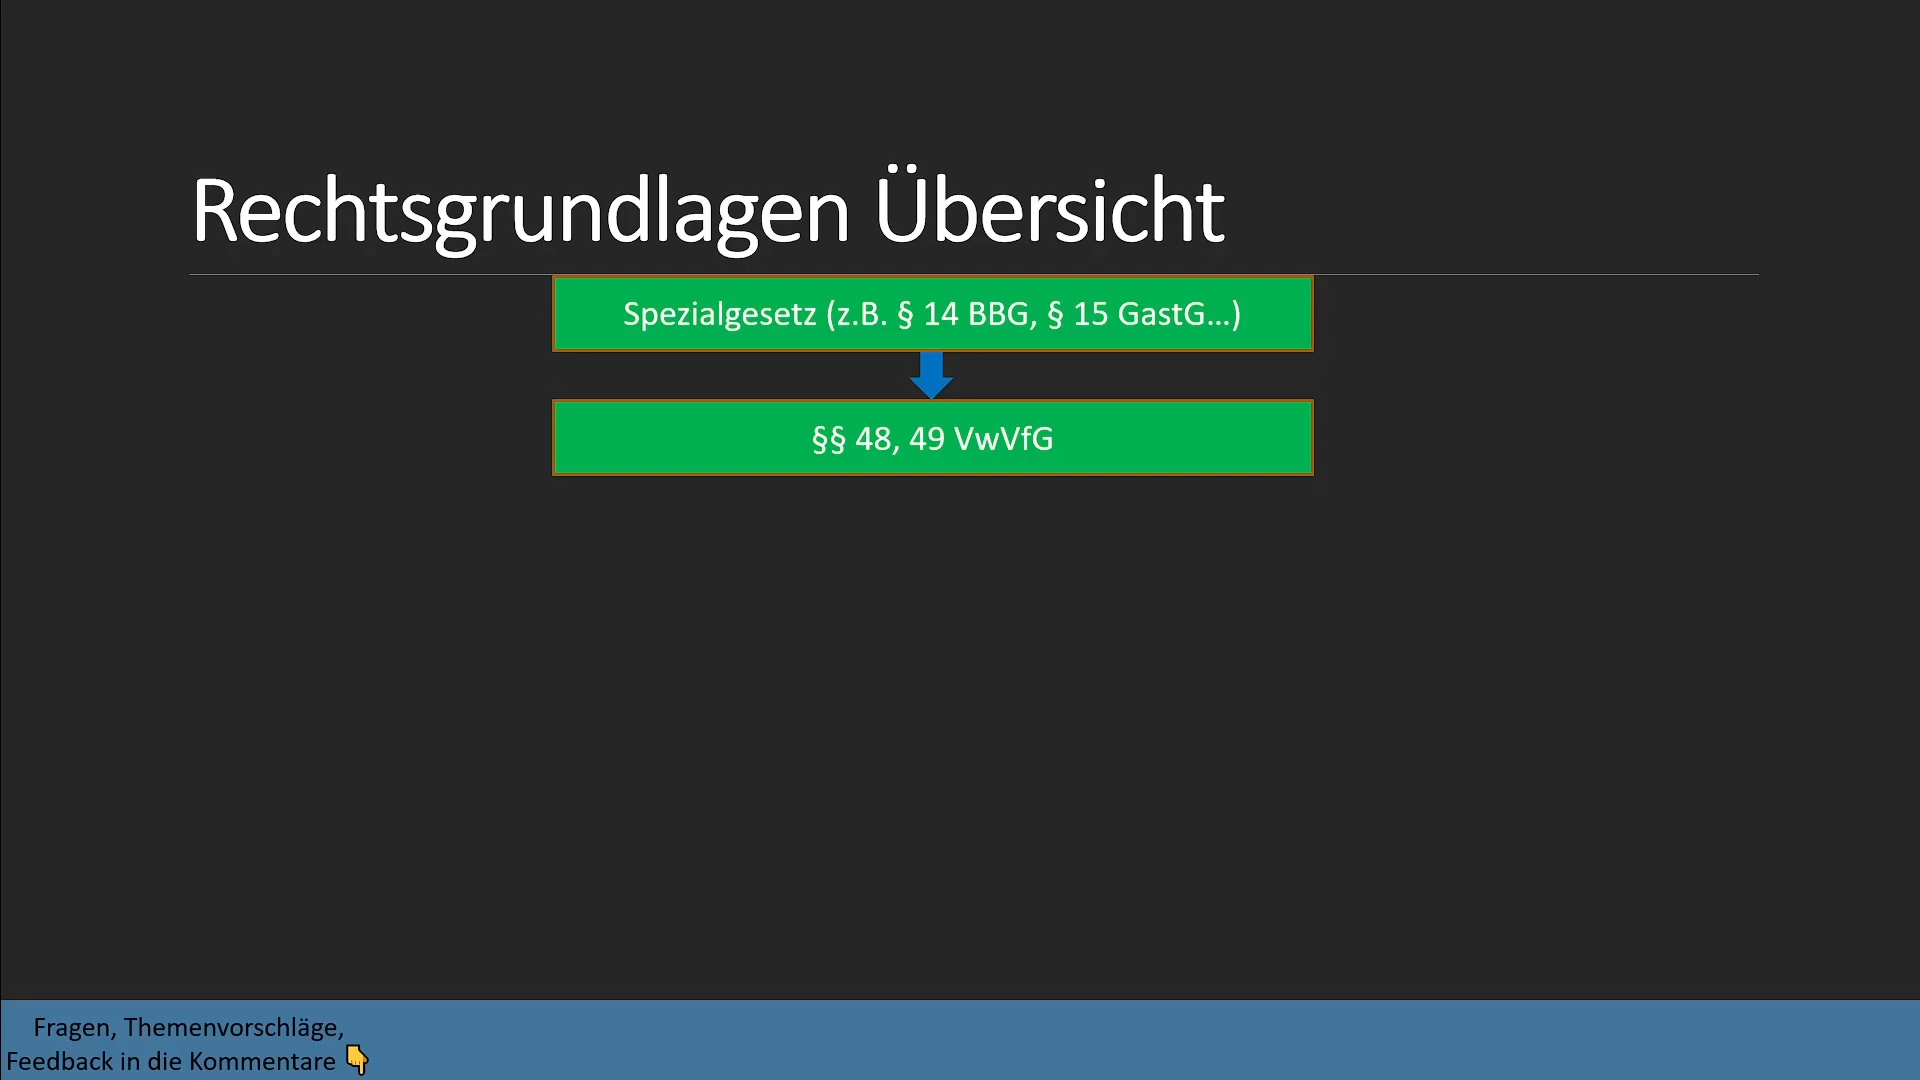 Rechtsgrundlagen Übersicht
Spezialgesetz (z.B. § 14 BBG, § 15 GastG…)
§§ 48, 49 VwVfG
Fragen, Themenvorschläge,
Feedback in die Kommentare 👇